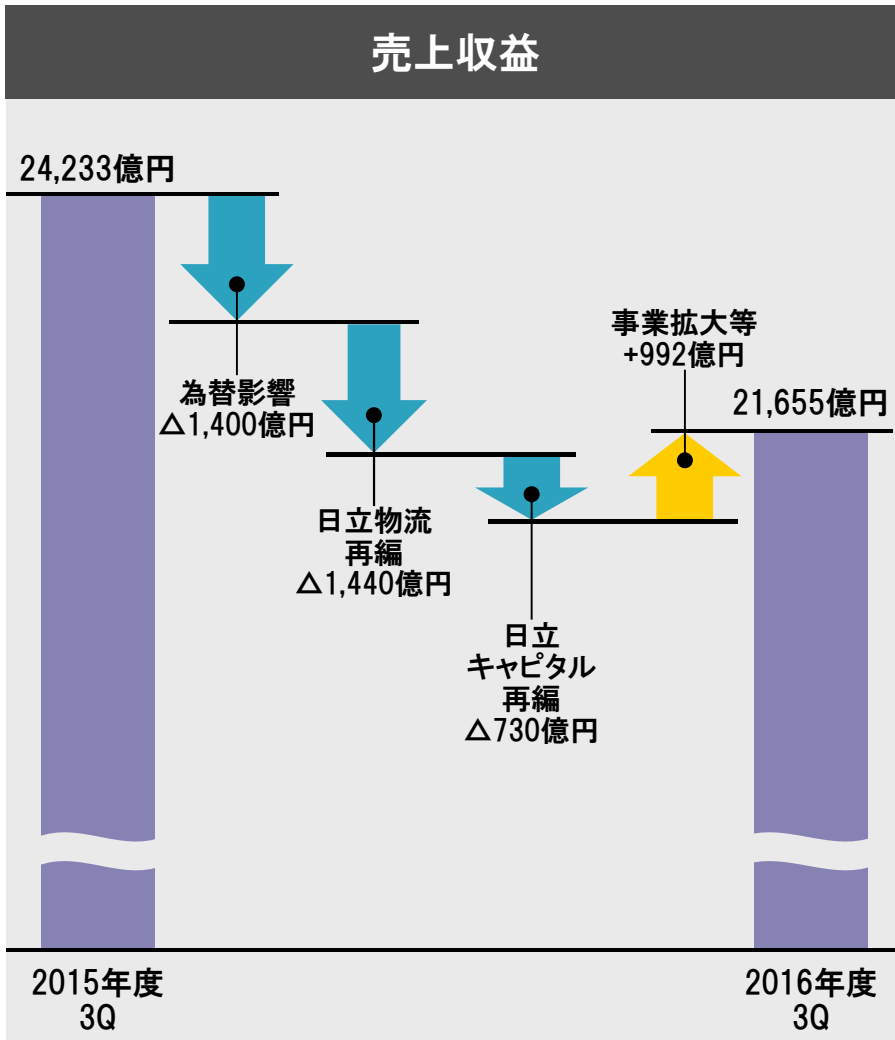 売上収益
24,233億円
為替影響
△1,400億円
日立物流
再編
△1,440億円
日立
キャピタル
再編
△730億円
事業拡大等
+992億円
21,655億円
2015年度
3Q
2016年度
3Q